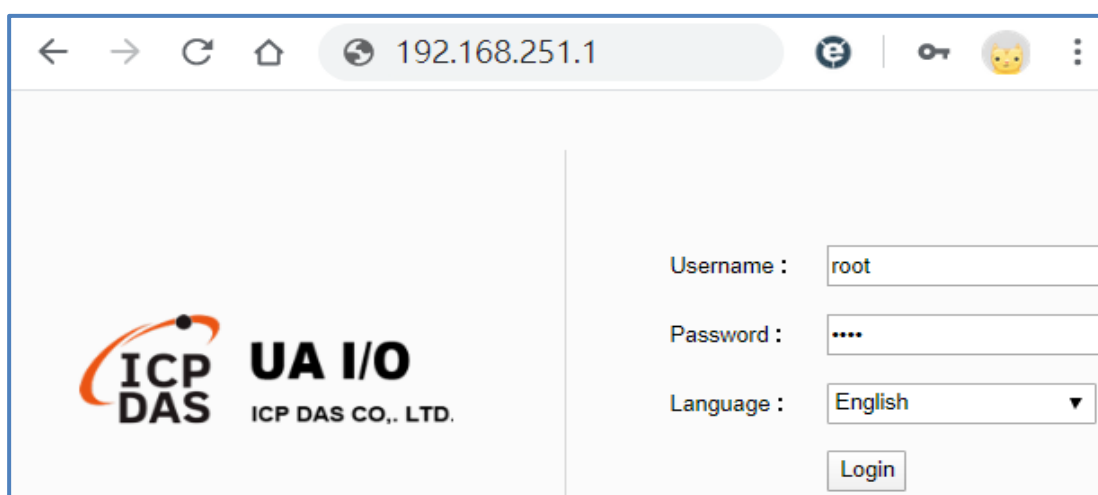 192.168.251.1
Username :
root
Password :
••••
Language :
English
Login
ICP
DAS
UA I/O
ICP DAS CO,. LTD.